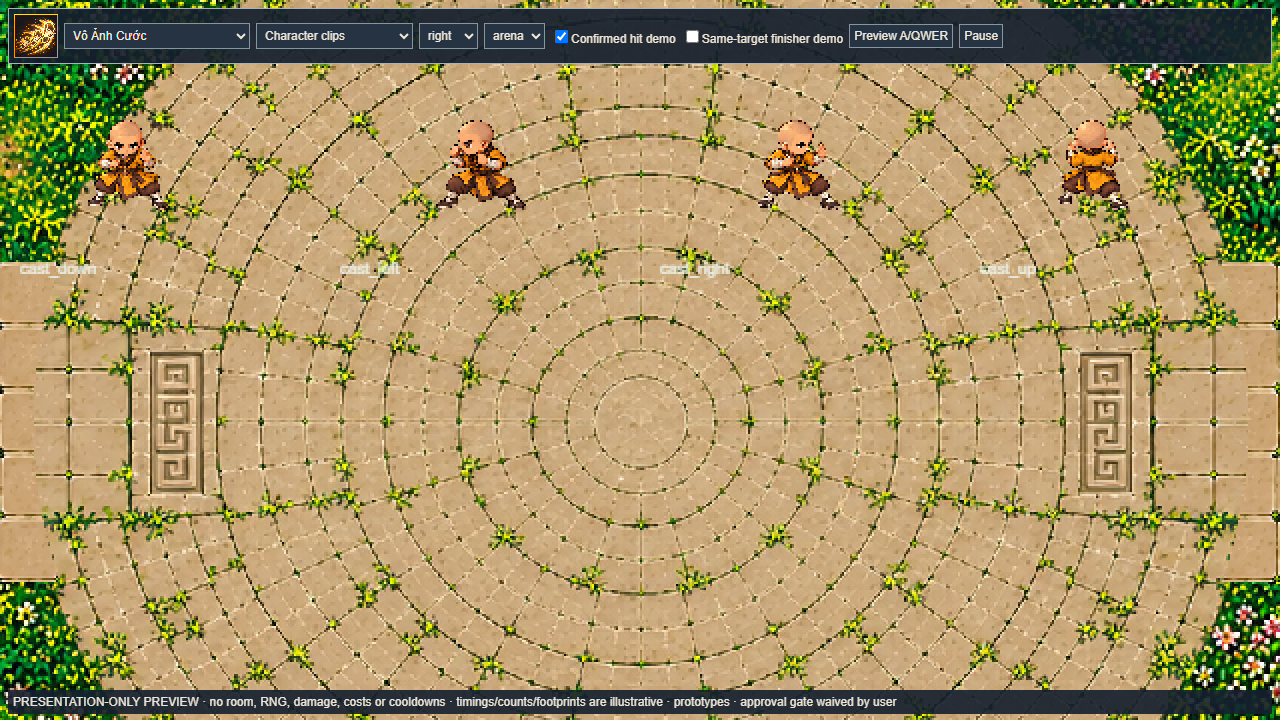 Vô Ảnh Cước Character clips right arena Confirmed hit demo Same-target finisher demo Preview A/QWER Pause
cast_down cast_left cast_right cast_up
PRESENTATION-ONLY PREVIEW · no room, RNG, damage, costs or cooldowns · timings/counts/footprints are illustrative · prototypes · approval gate waived by user